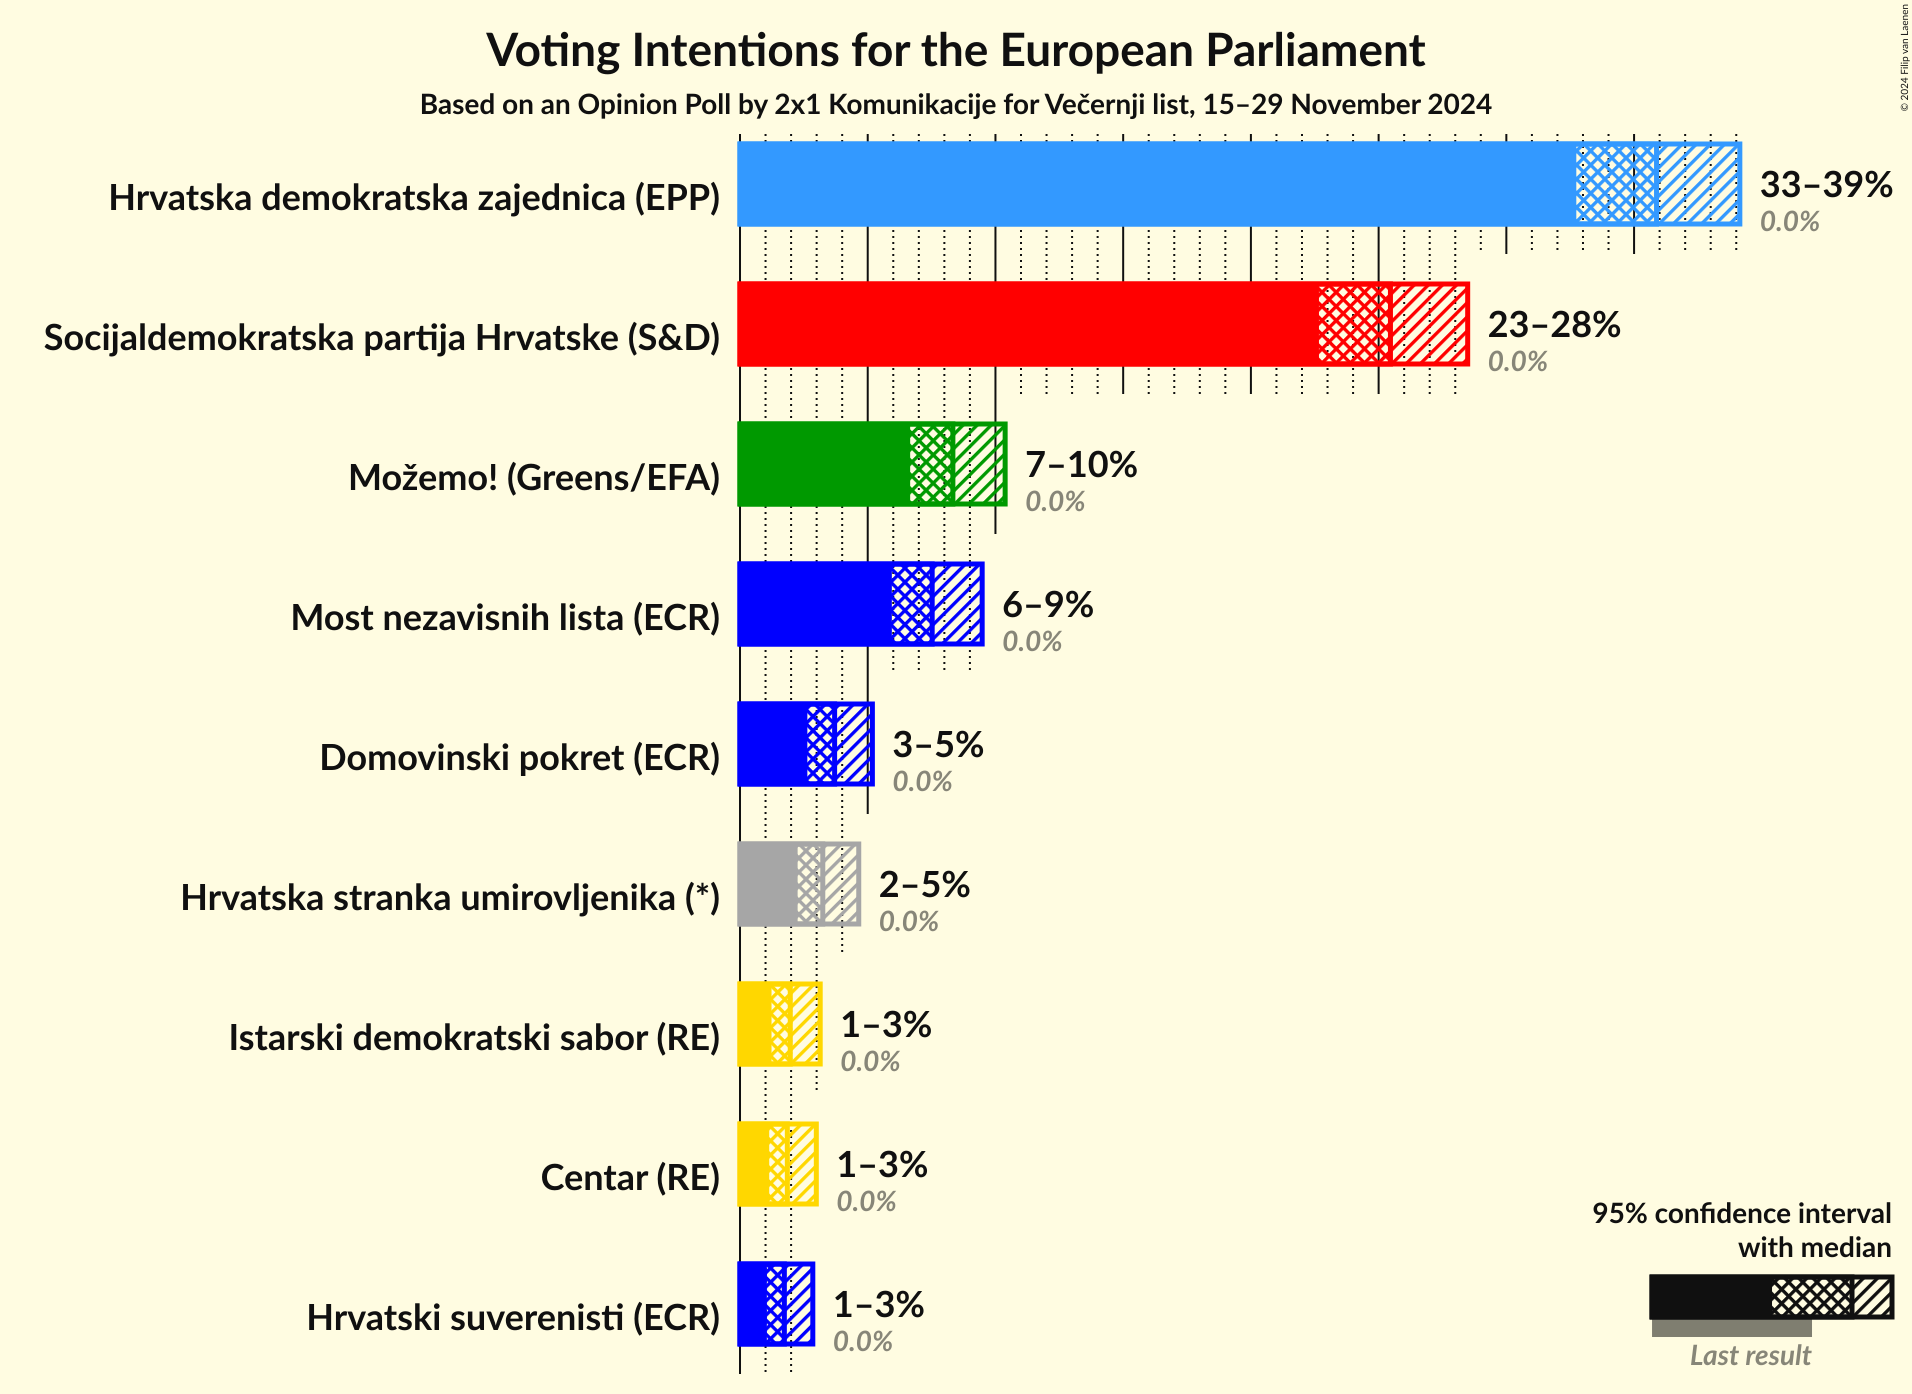 Voting Intentions for the European Parliament
Based on an Opinion Poll by 2x1 Komunikacije for Večernji list, 15–29 November 2024
© 2024 Filip van Laenen
Hrvatska demokratska zajednica (EPP)
33–39%
0.0%
Socijaldemokratska partija Hrvatske (S&D)
23–28%
0.0%
Možemo! (Greens/EFA)
7–10%
0.0%
Most nezavisnih lista (ECR)
6–9%
0.0%
Domovinski pokret (ECR)
3–5%
0.0%
Hrvatska stranka umirovljenika (*)
2–5%
0.0%
Istarski demokratski sabor (RE)
1–3%
0.0%
Centar (RE)
1–3%
0.0%
Hrvatski suverenisti (ECR)
1–3%
0.0%
95% confidence interval
with median
Last result